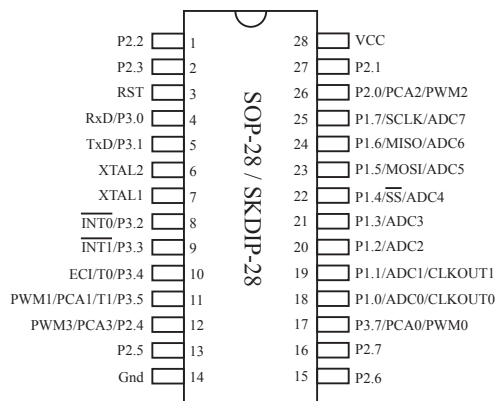 P2.2 1 28 VCC
P2.3 2 27 P2.1
RST 3 26 P2.0/PCA2/PWM2
RxD/P3.0 4 25 P1.7/SCLK/ADC7
TxD/P3.1 5 24 P1.6/MISO/ADC6
XTAL2 6 23 P1.5/MOSI/ADC5
XTAL1 7 22 P1.4/SS/ADC4
INT0/P3.2 8 21 P1.3/ADC3
INT1/P3.3 9 20 P1.2/ADC2
ECI/T0/P3.4 10 19 P1.1/ADC1/CLKOUT1
PWM1/PCA1/T1/P3.5 11 18 P1.0/ADC0/CLKOUT0
PWM3/PCA3/P2.4 12 17 P3.7/PCA0/PWM0
P2.5 13 16 P2.7
Gnd 14 15 P2.6
SOP-28 / SKDIP-28